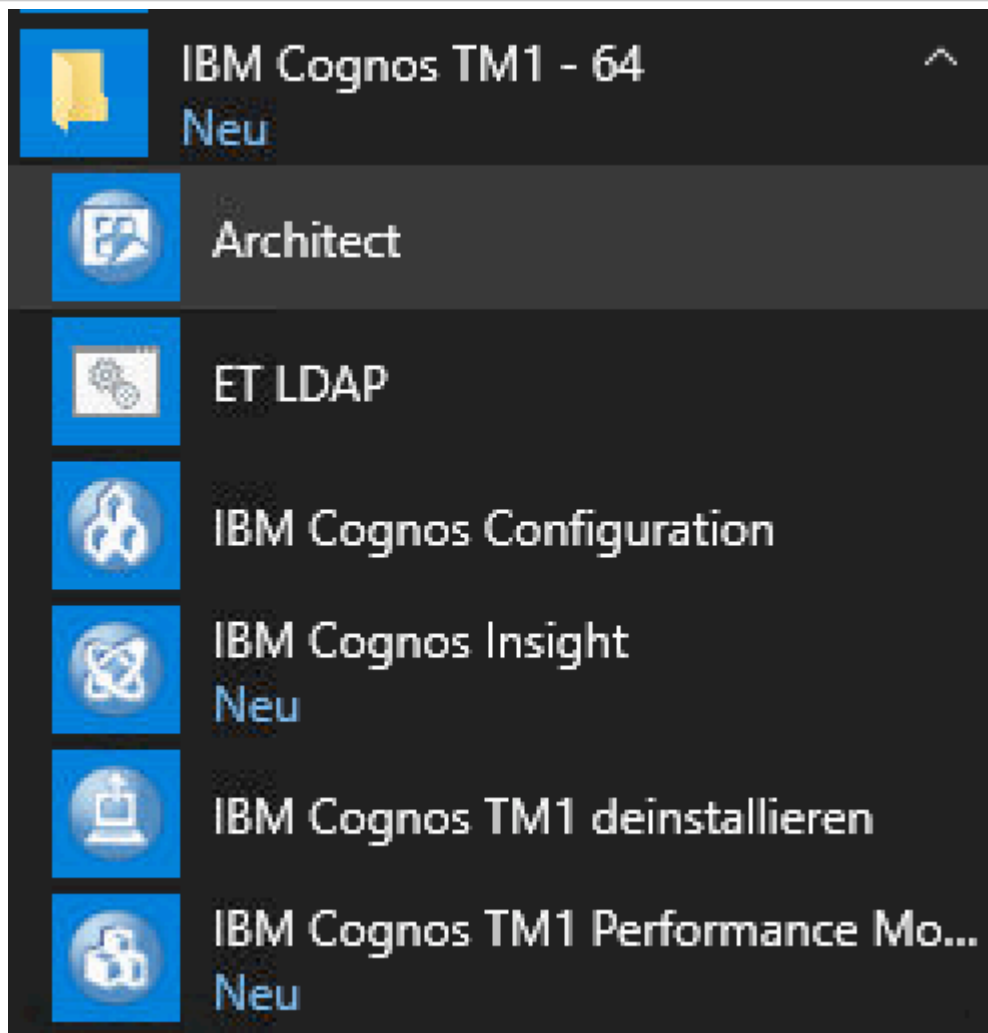 IBM Cognos TM1 - 64
Neu
Architect
ET LDAP
IBM Cognos Configuration
IBM Cognos Insight
Neu
IBM Cognos TM1 deinstallieren
IBM Cognos TM1 Performance Mo...
Neu